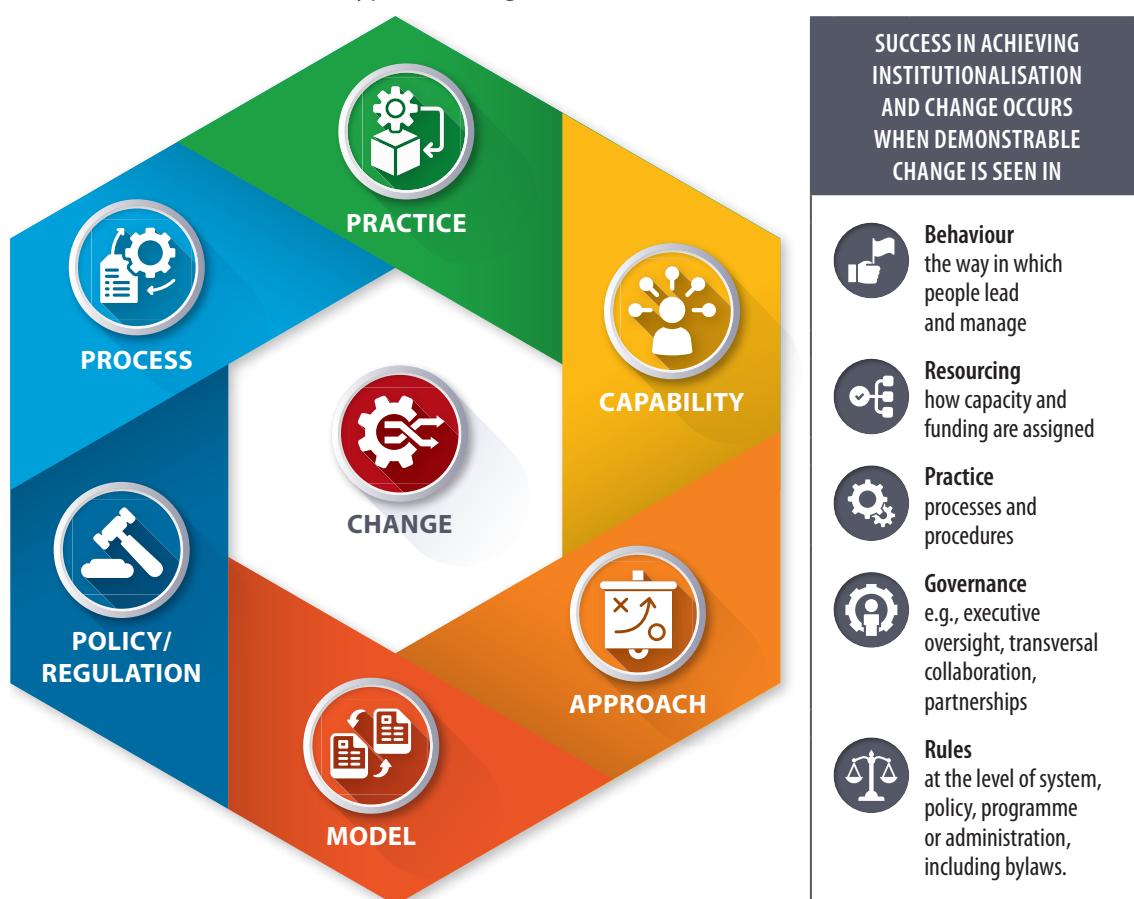 PRACTICE
PROCESS
CAPABILITY
CHANGE
POLICY/
REGULATION
APPROACH
MODEL
SUCCESS IN ACHIEVING
INSTITUTIONALISATION
AND CHANGE OCCURS
WHEN DEMONSTRABLE
CHANGE IS SEEN IN
Behaviour
the way in which
people lead
and manage
Resourcing
how capacity and
funding are assigned
Practice
processes and
procedures
Governance
e.g., executive
oversight, transversal
collaboration,
partnerships
Rules
at the level of system,
policy, programme
or administration,
including bylaws.